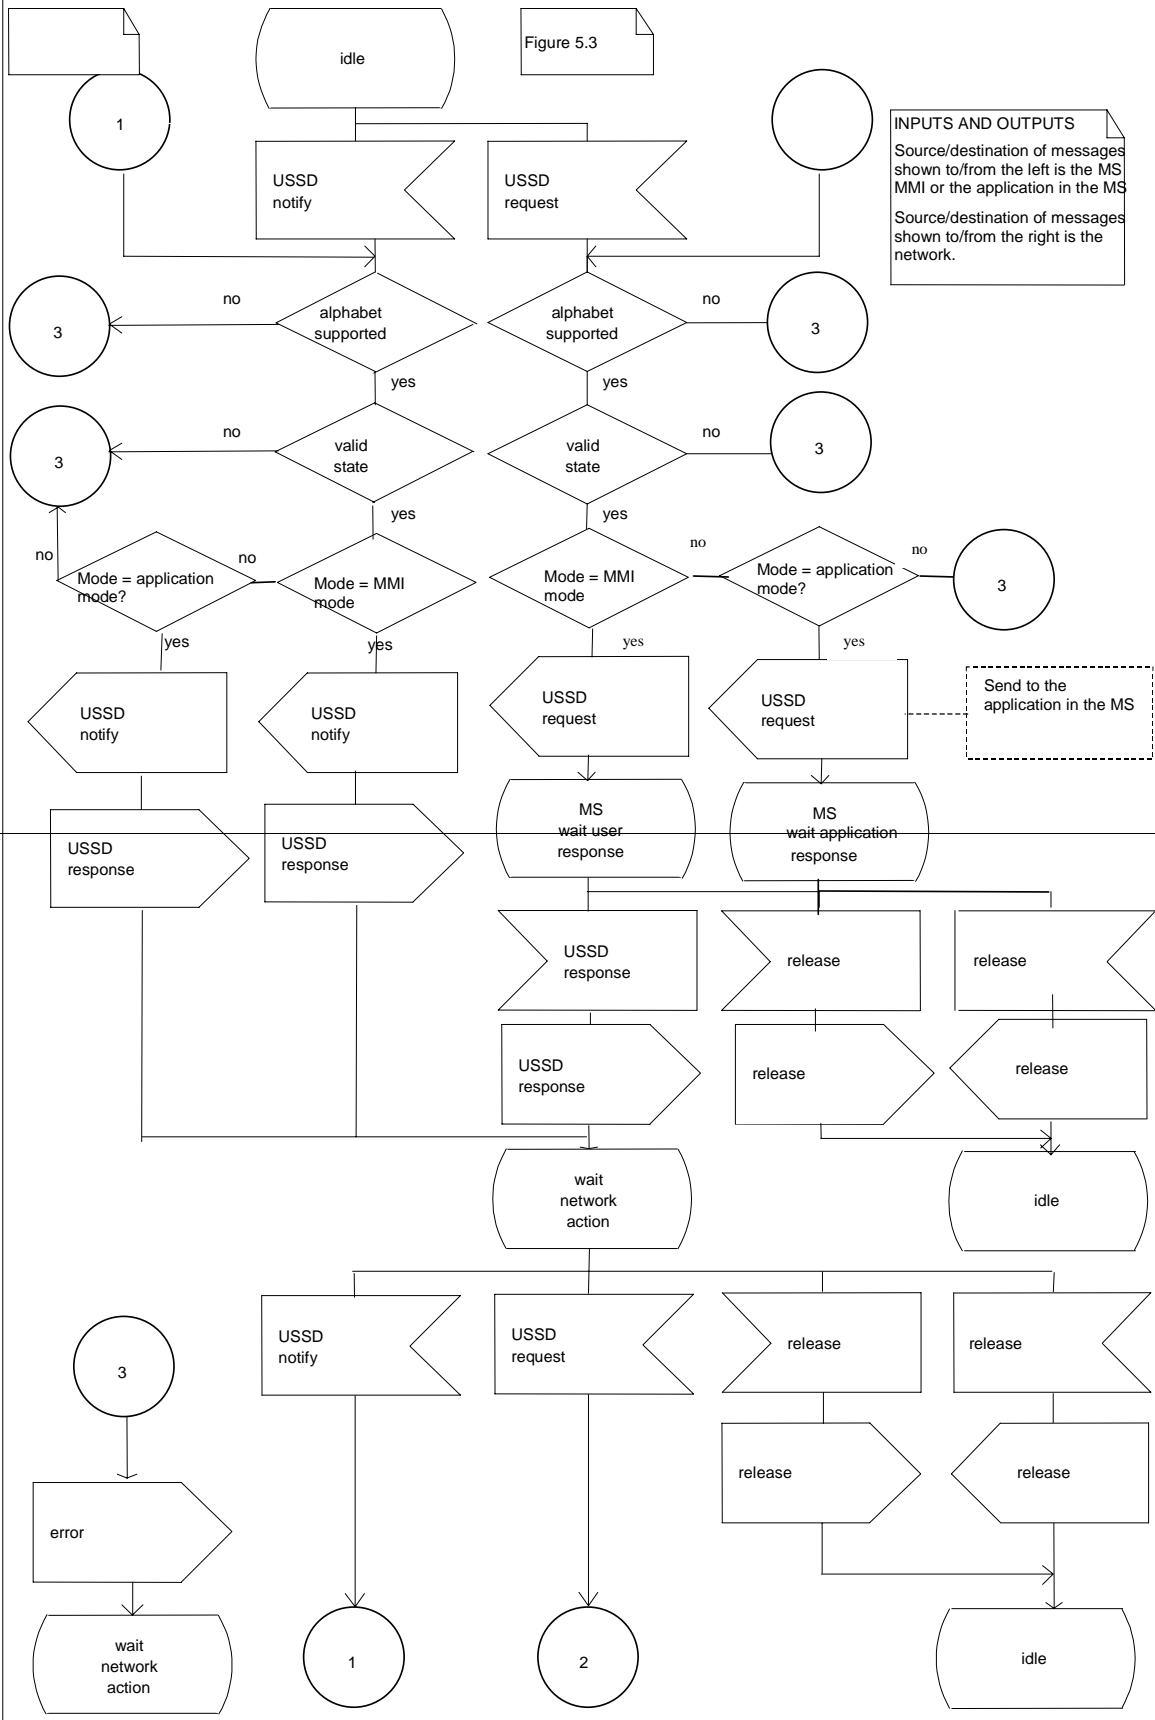 idle
Figure 5.3
1
INPUTS AND OUTPUTS
Source/destination of messages
shown to/from the left is the MS
MMI or the application in the MS
Source/destination of messages
shown to/from the right is the
network.
USSD
notify
USSD
request
no
alphabet
supported
alphabet
supported
no
3
3
yes
yes
no
valid
state
valid
state
no
3
3
yes
yes
no
Mode = application
mode?
no
Mode = MMI
mode
Mode = MMI
mode
no
Mode = application
mode?
no
3
yes
yes
yes
yes
USSD
notify
USSD
notify
USSD
request
USSD
request
Send to the
application in the MS
USSD
response
USSD
response
MS
wait user
response
MS
wait application
response
USSD
response
release
release
USSD
response
release
release
wait
network
action
idle
3
USSD
notify
USSD
request
release
release
error
release
release
wait
network
action
1
2
idle